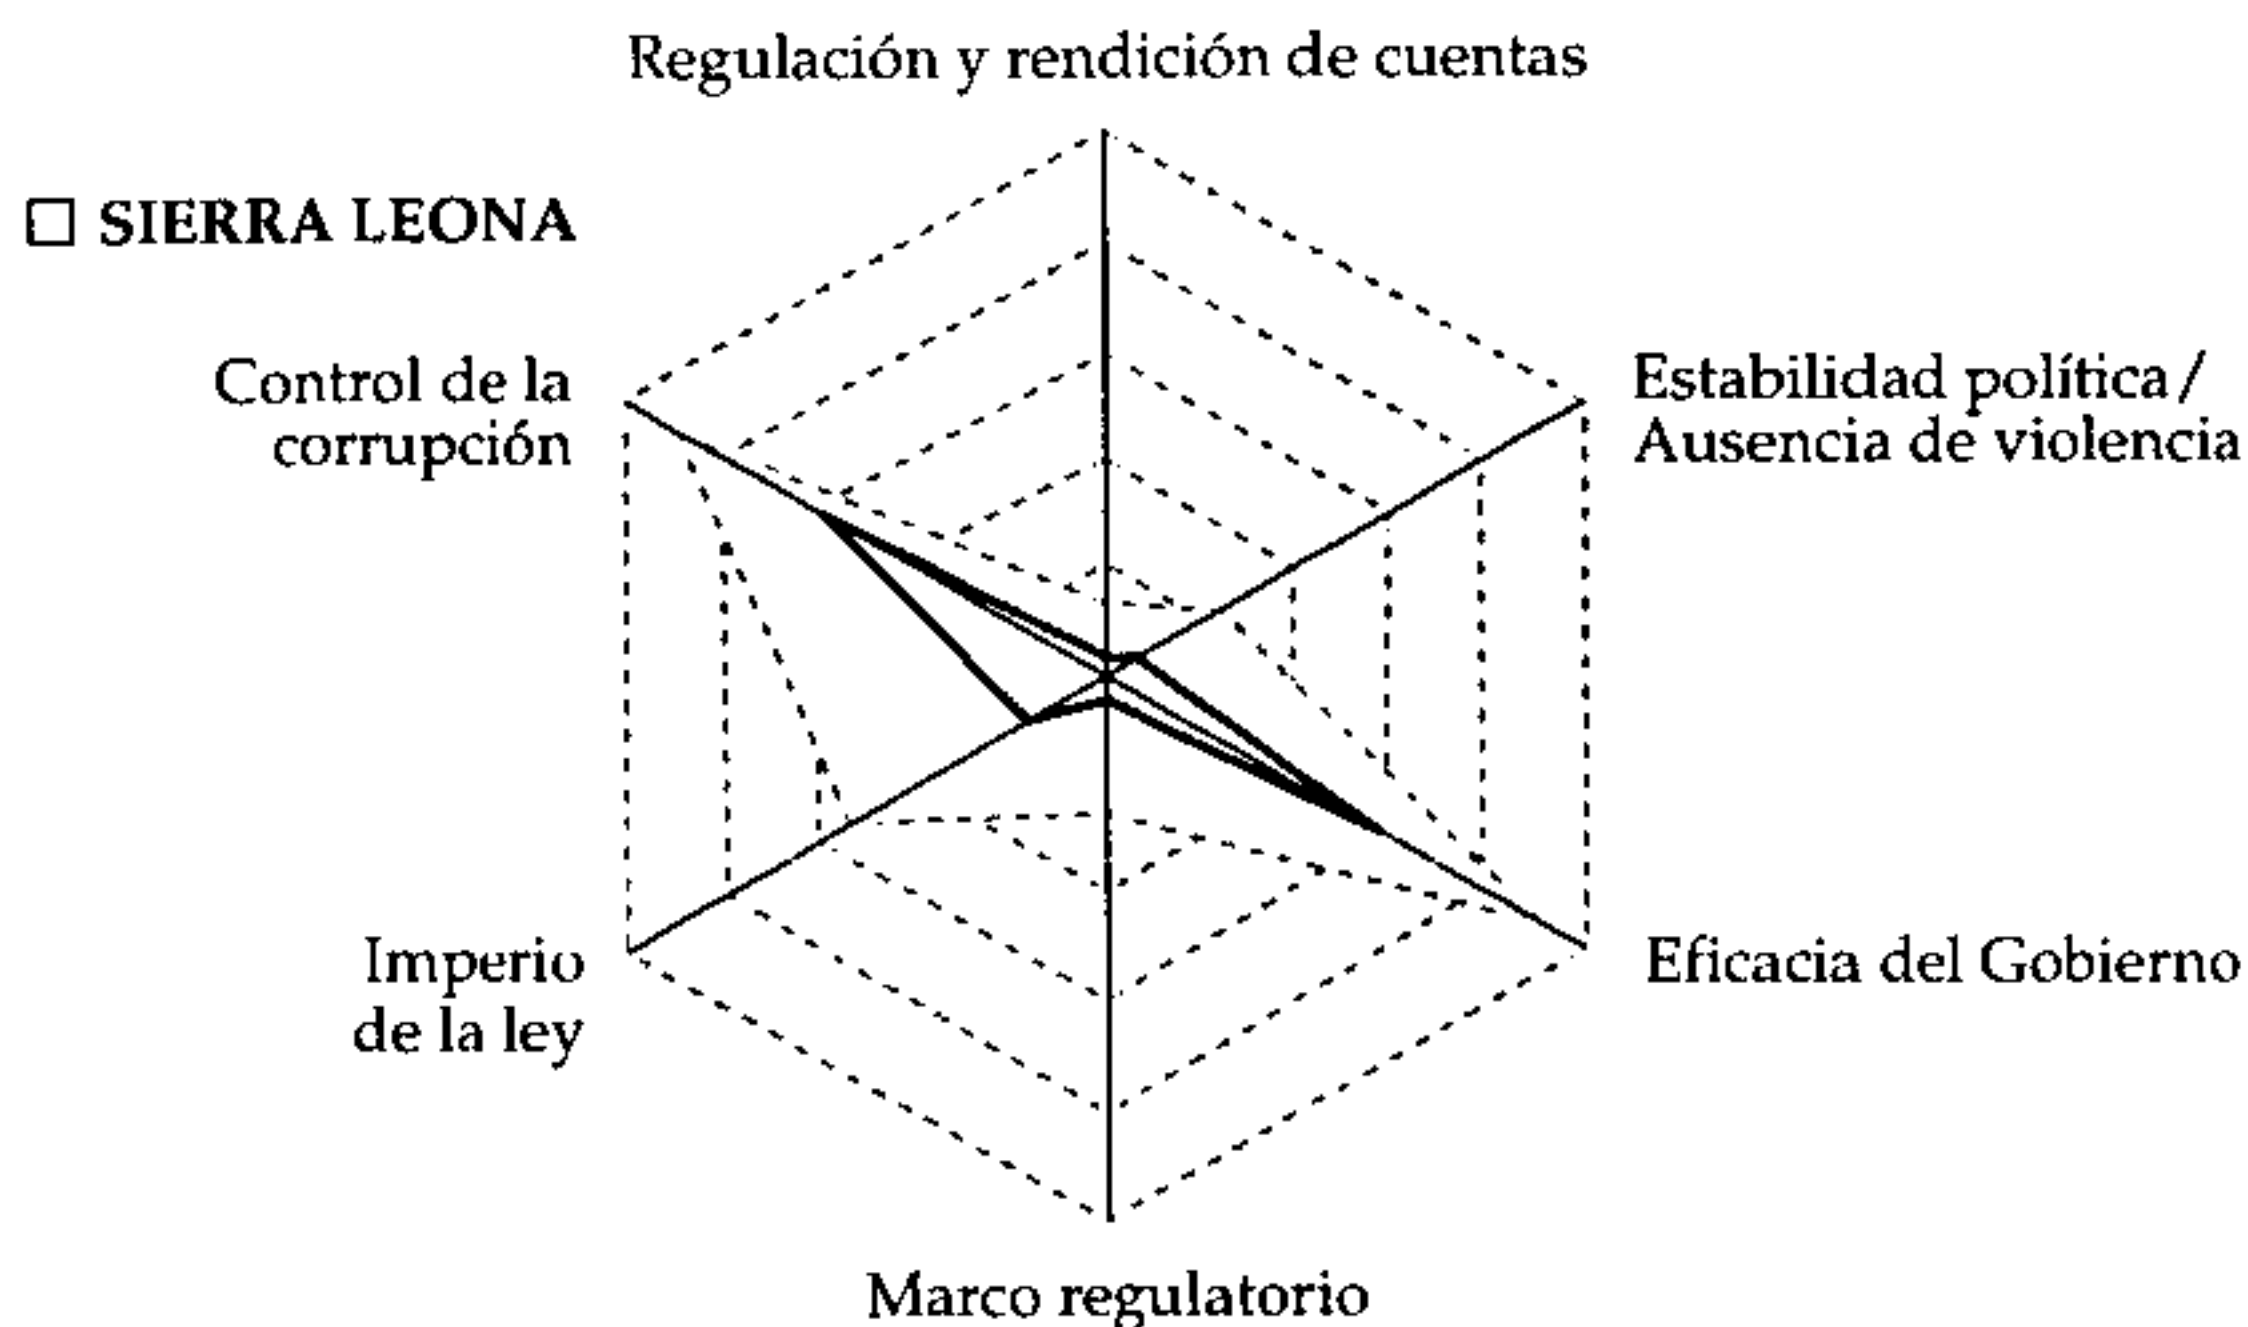 Regulación y rendición de cuentas
□ SIERRA LEONA
Control de la
corrupción
Estabilidad política/
Ausencia de violencia
Imperio
de la ley
Eficacia del Gobierno
Marco regulatorio